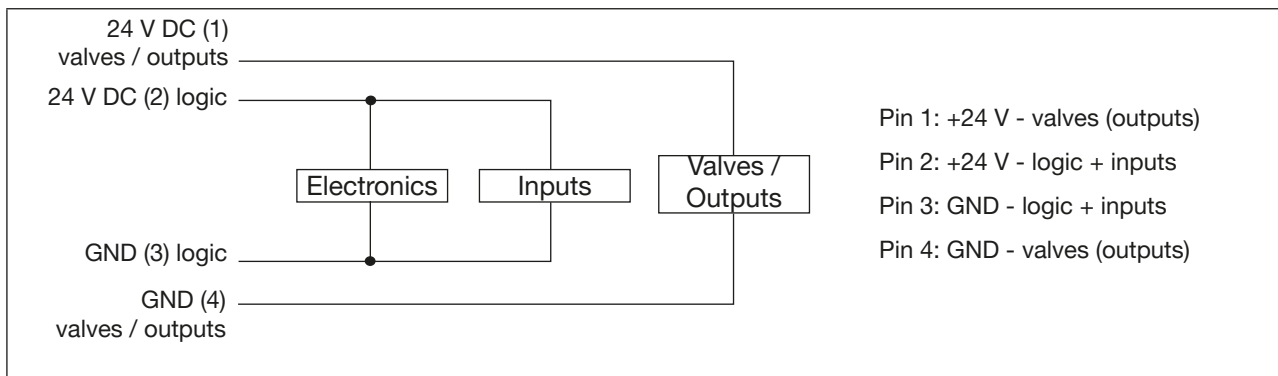 24 V DC (1)
valves / outputs
24 V DC (2) logic
Electronics
Inputs
Valves /
Outputs
GND (3) logic
GND (4)
valves / outputs
Pin 1: +24 V - valves (outputs)
Pin 2: +24 V - logic + inputs
Pin 3: GND - logic + inputs
Pin 4: GND - valves (outputs)